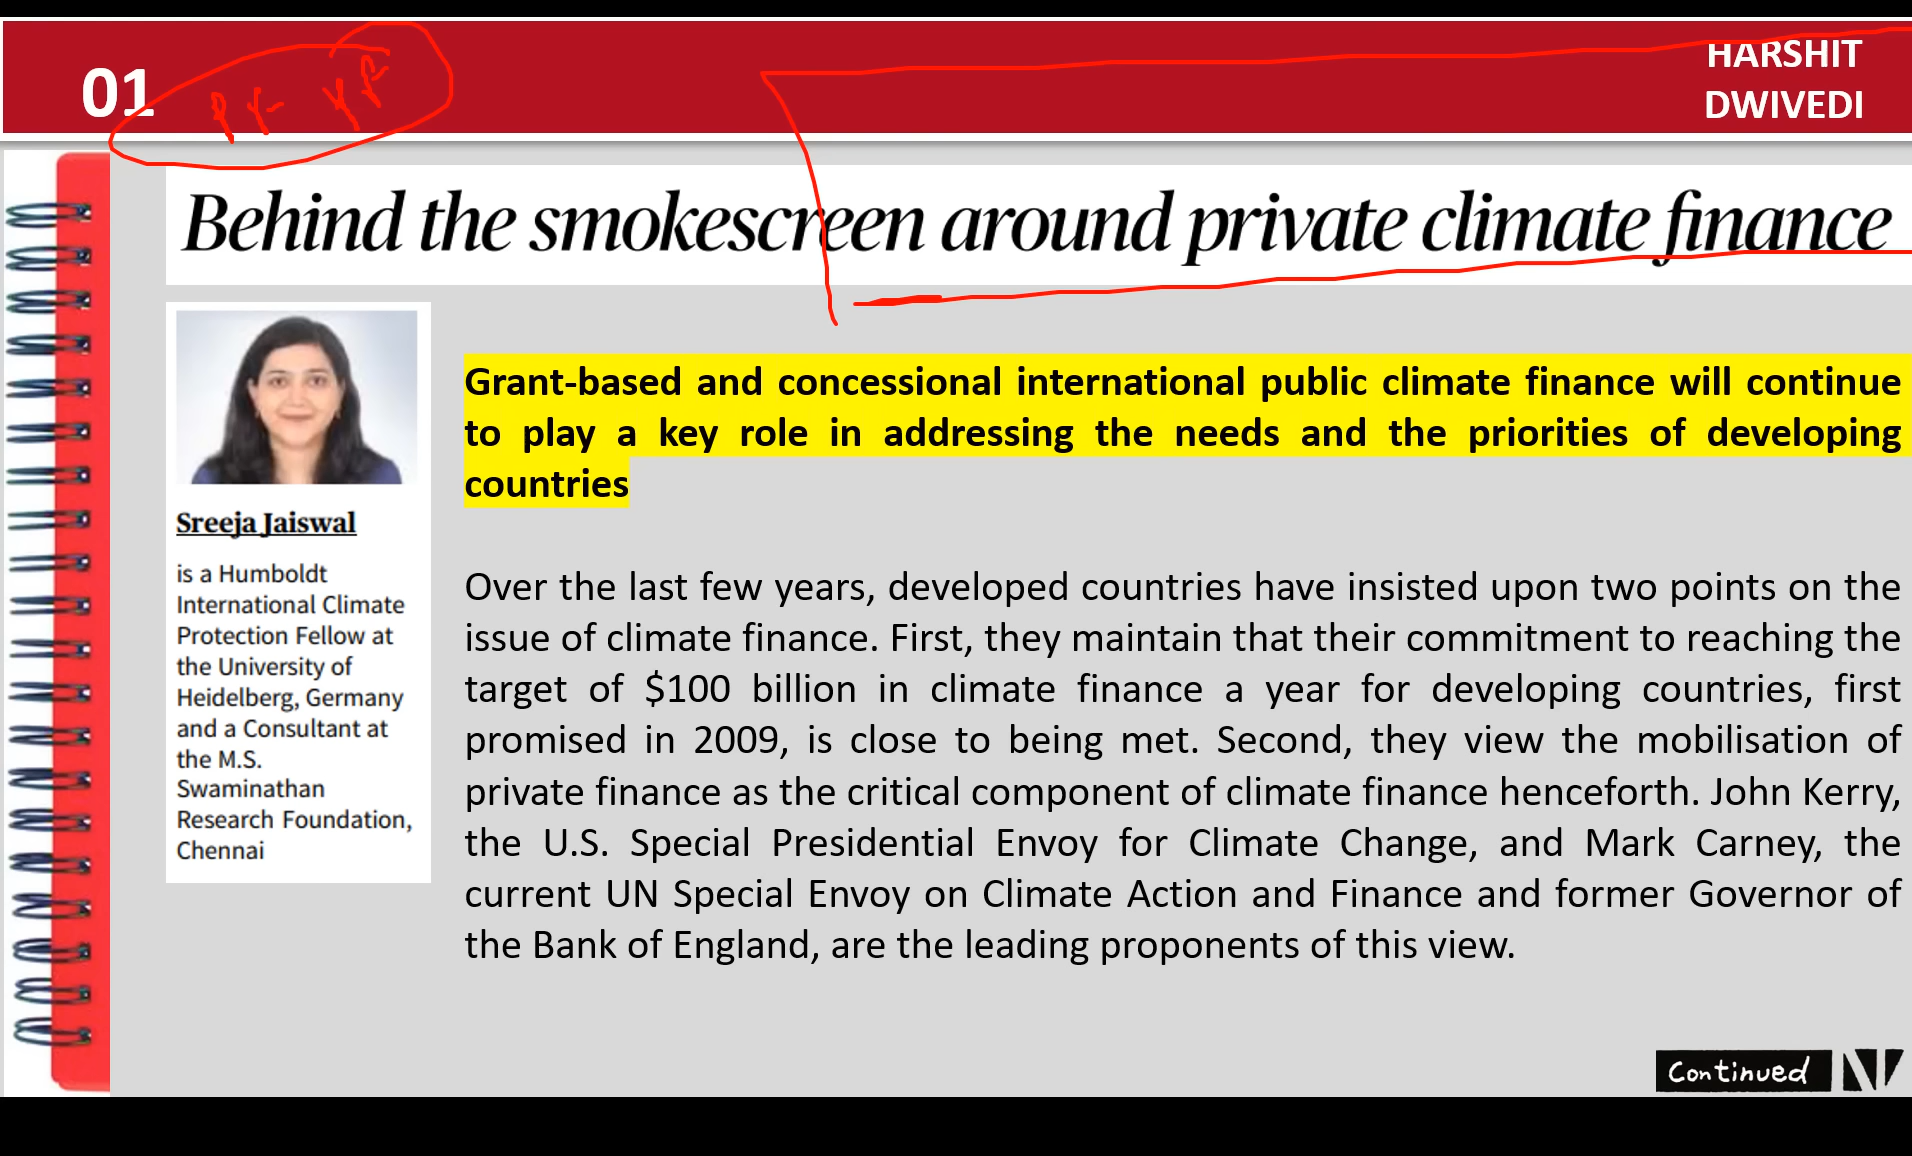 01
HARSHIT
DWIVEDI
Behind the smokescreen around private climate finance
Grant-based and concessional international public climate finance will continue
to play a key role in addressing the needs and the priorities of developing
countries
Sreeja Jaiswal
is a Humboldt
International Climate
Protection Fellow at
the University of
Heidelberg, Germany
and a Consultant at
the M.S.
Swaminathan
Research Foundation,
Chennai
Over the last few years, developed countries have insisted upon two points on the
issue of climate finance. First, they maintain that their commitment to reaching the
target of $100 billion in climate finance a year for developing countries, first
promised in 2009, is close to being met. Second, they view the mobilisation of
private finance as the critical component of climate finance henceforth. John Kerry,
the U.S. Special Presidential Envoy for Climate Change, and Mark Carney, the
current UN Special Envoy on Climate Action and Finance and former Governor of
the Bank of England, are the leading proponents of this view.
Continued